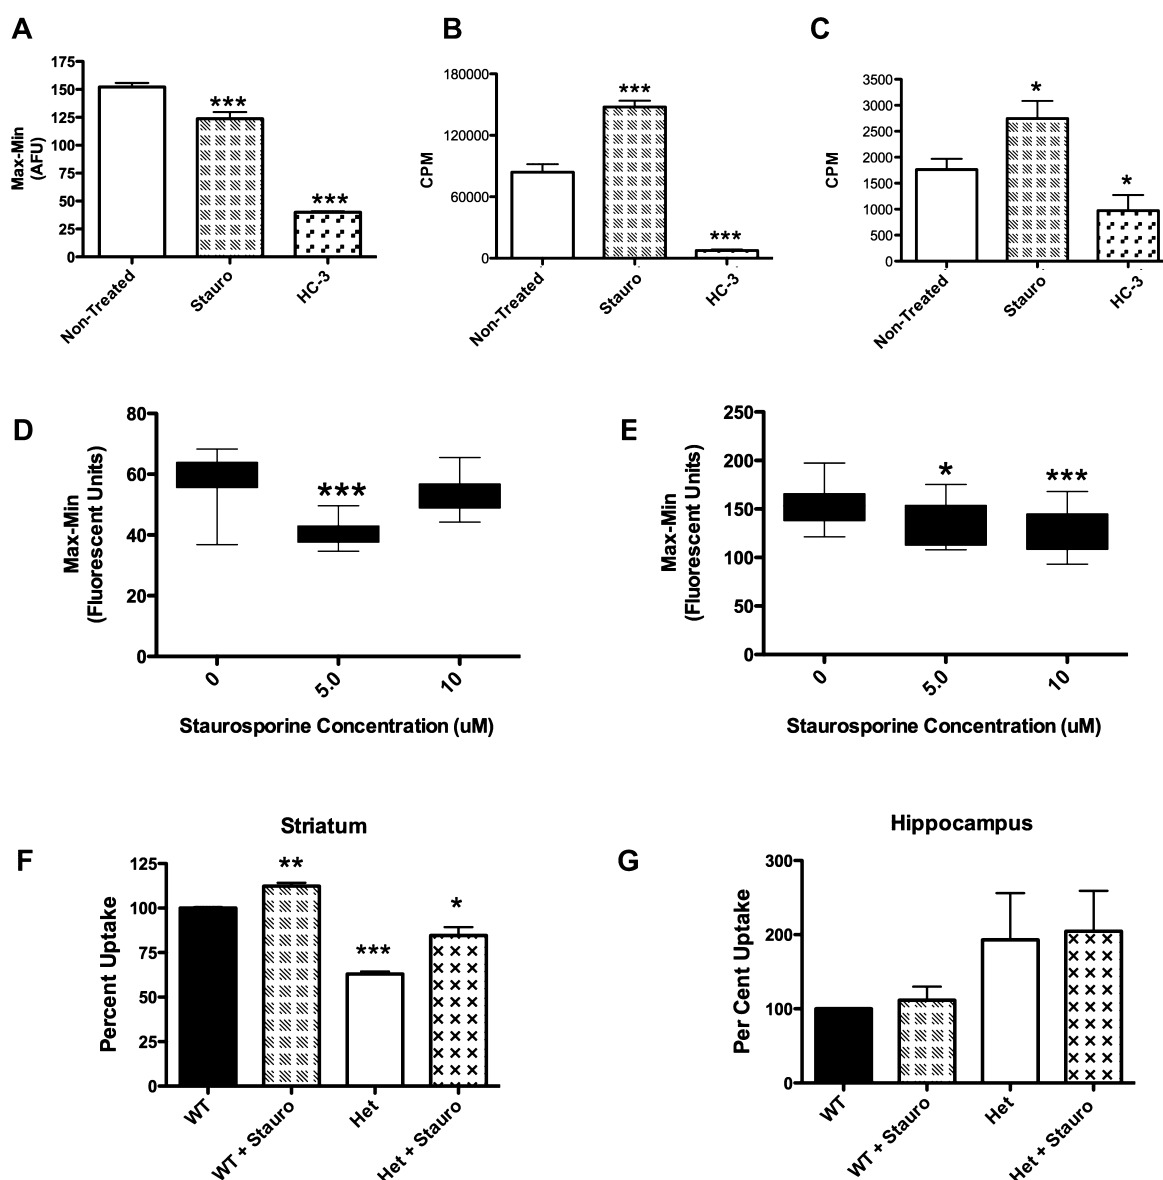 A
B
C
175
150
125
100
75
50
25
0
Max-Min
(AFU)
***
***
Non-Treated
Stauro
HC-3
180000
120000
60000
0
CPM
***
***
Non-Treated
Stauro
HC-3
3500
3000
2500
2000
1500
1000
500
0
CPM
*
*
Non-Treated
Stauro
HC-3
D
80
60
40
20
0
Max-Min
(Fluorescent Units)
***
0
5.0
10
Staurosporine Concentration (uM)
E
250
200
150
100
50
0
Max-Min
(Fluorescent Units)
*
***
0
5.0
10
Staurosporine Concentration (uM)
Striatum
F
125
100
75
50
25
0
Percent Uptake
**
***
*
WT
WT + Stauro
Het
Het + Stauro
Hippocampus
G
300
200
100
0
Per Cent Uptake
WT
WT + Stauro
Het
Het + Stauro